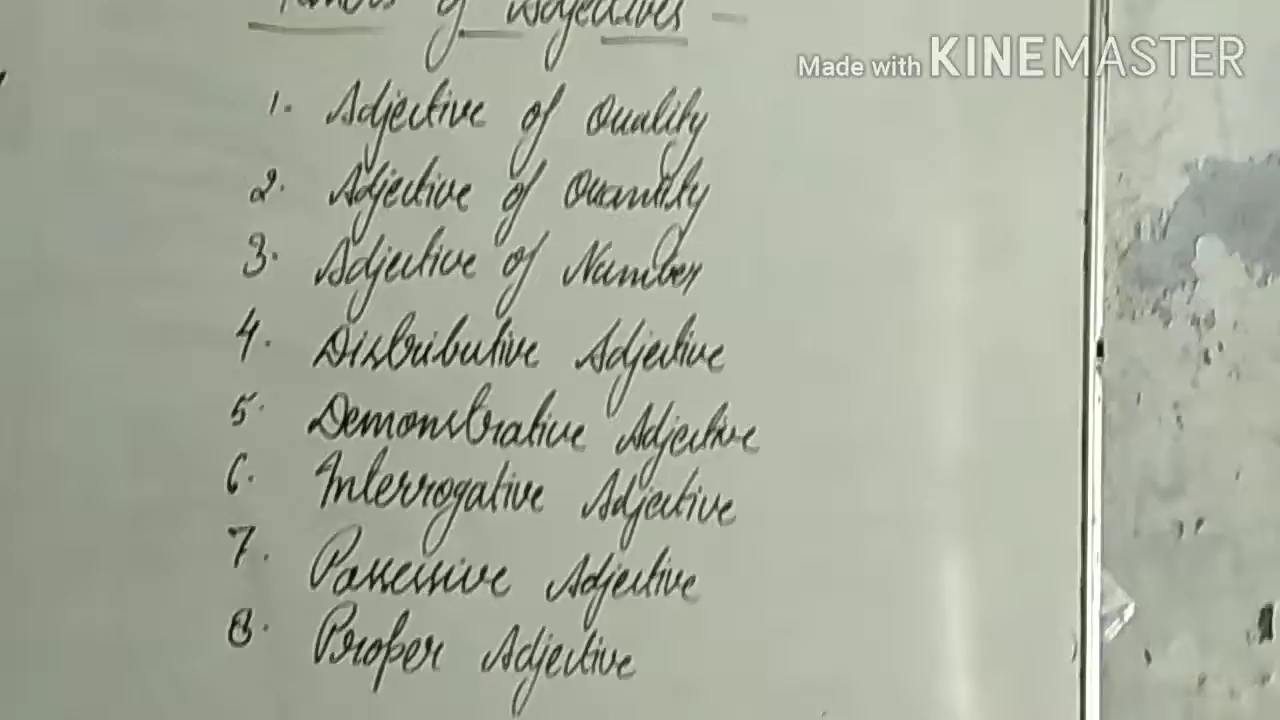 Kinds of Adjectives -
Made with KINEMASTER
1. Adjective of Quality
2. Adjective of Quantity
3. Adjective of Number
4. Distributive Adjective
5. Demonstrative Adjective
6. Interrogative Adjective
7. Possessive Adjective
8. Proper Adjective